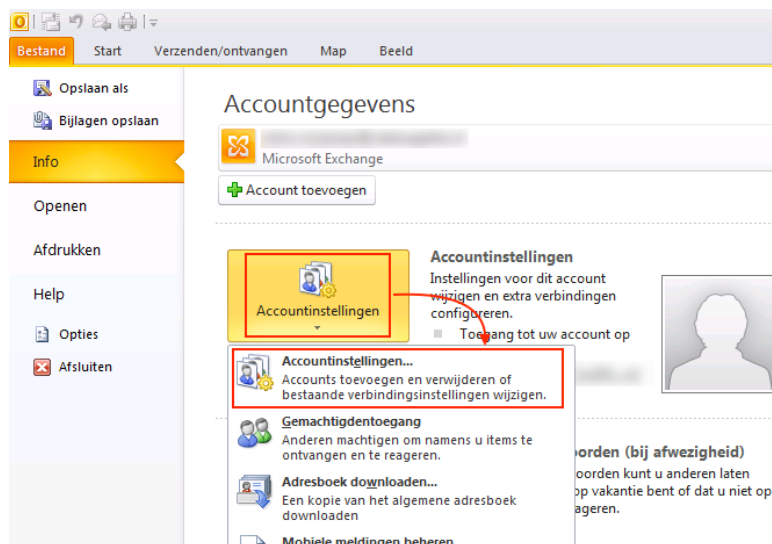 Bestand Start Verzenden/ontvangen Map Beeld
Opslaan als
Bijlagen opslaan
Info
Openen
Afdrukken
Help
Opties
Afsluiten
Accountgegevens
Microsoft Exchange
Account toevoegen
Accountinstellingen
Accountinstellingen
Instellingen voor dit account
wijzigen en extra verbindingen
configureren.
Toegang tot uw account op
Accountinstellingen...
Accounts toevoegen en verwijderen of
bestaande verbindingsinstellingen wijzigen.
Gemachtigdentoegang
Anderen machtigen om namens u items te
ontvangen en te reageren.
Adresboek downloaden...
Een kopie van het algemene adresboek
downloaden
Mobiele meldingen beheren
oorden (bij afwezigheid)
oorden kunt u anderen laten
op vakantie bent of dat u niet op
ageren.